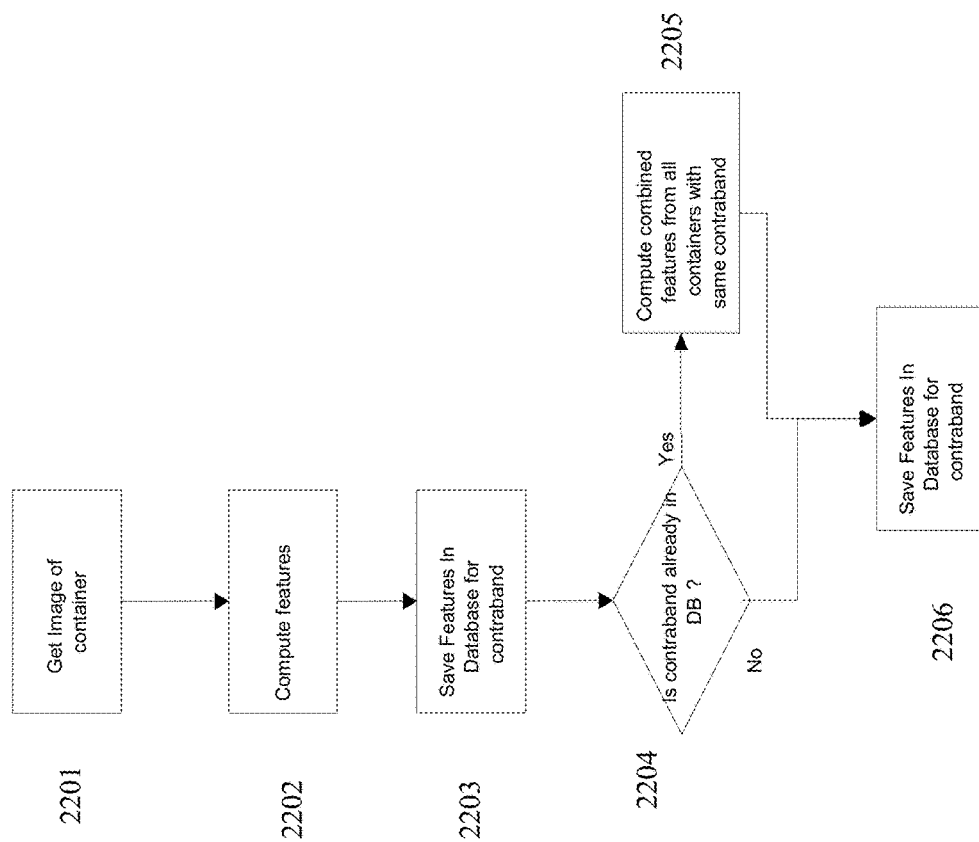 2201
Get Image of
container
2202
Compute features
2203
Save Features In
Database for
contraband
2204
Is contraband already in
DB ?
Yes
No
2205
Compute combined
features from all
containers with
same contraband
2206
Save Features In
Database for
contraband